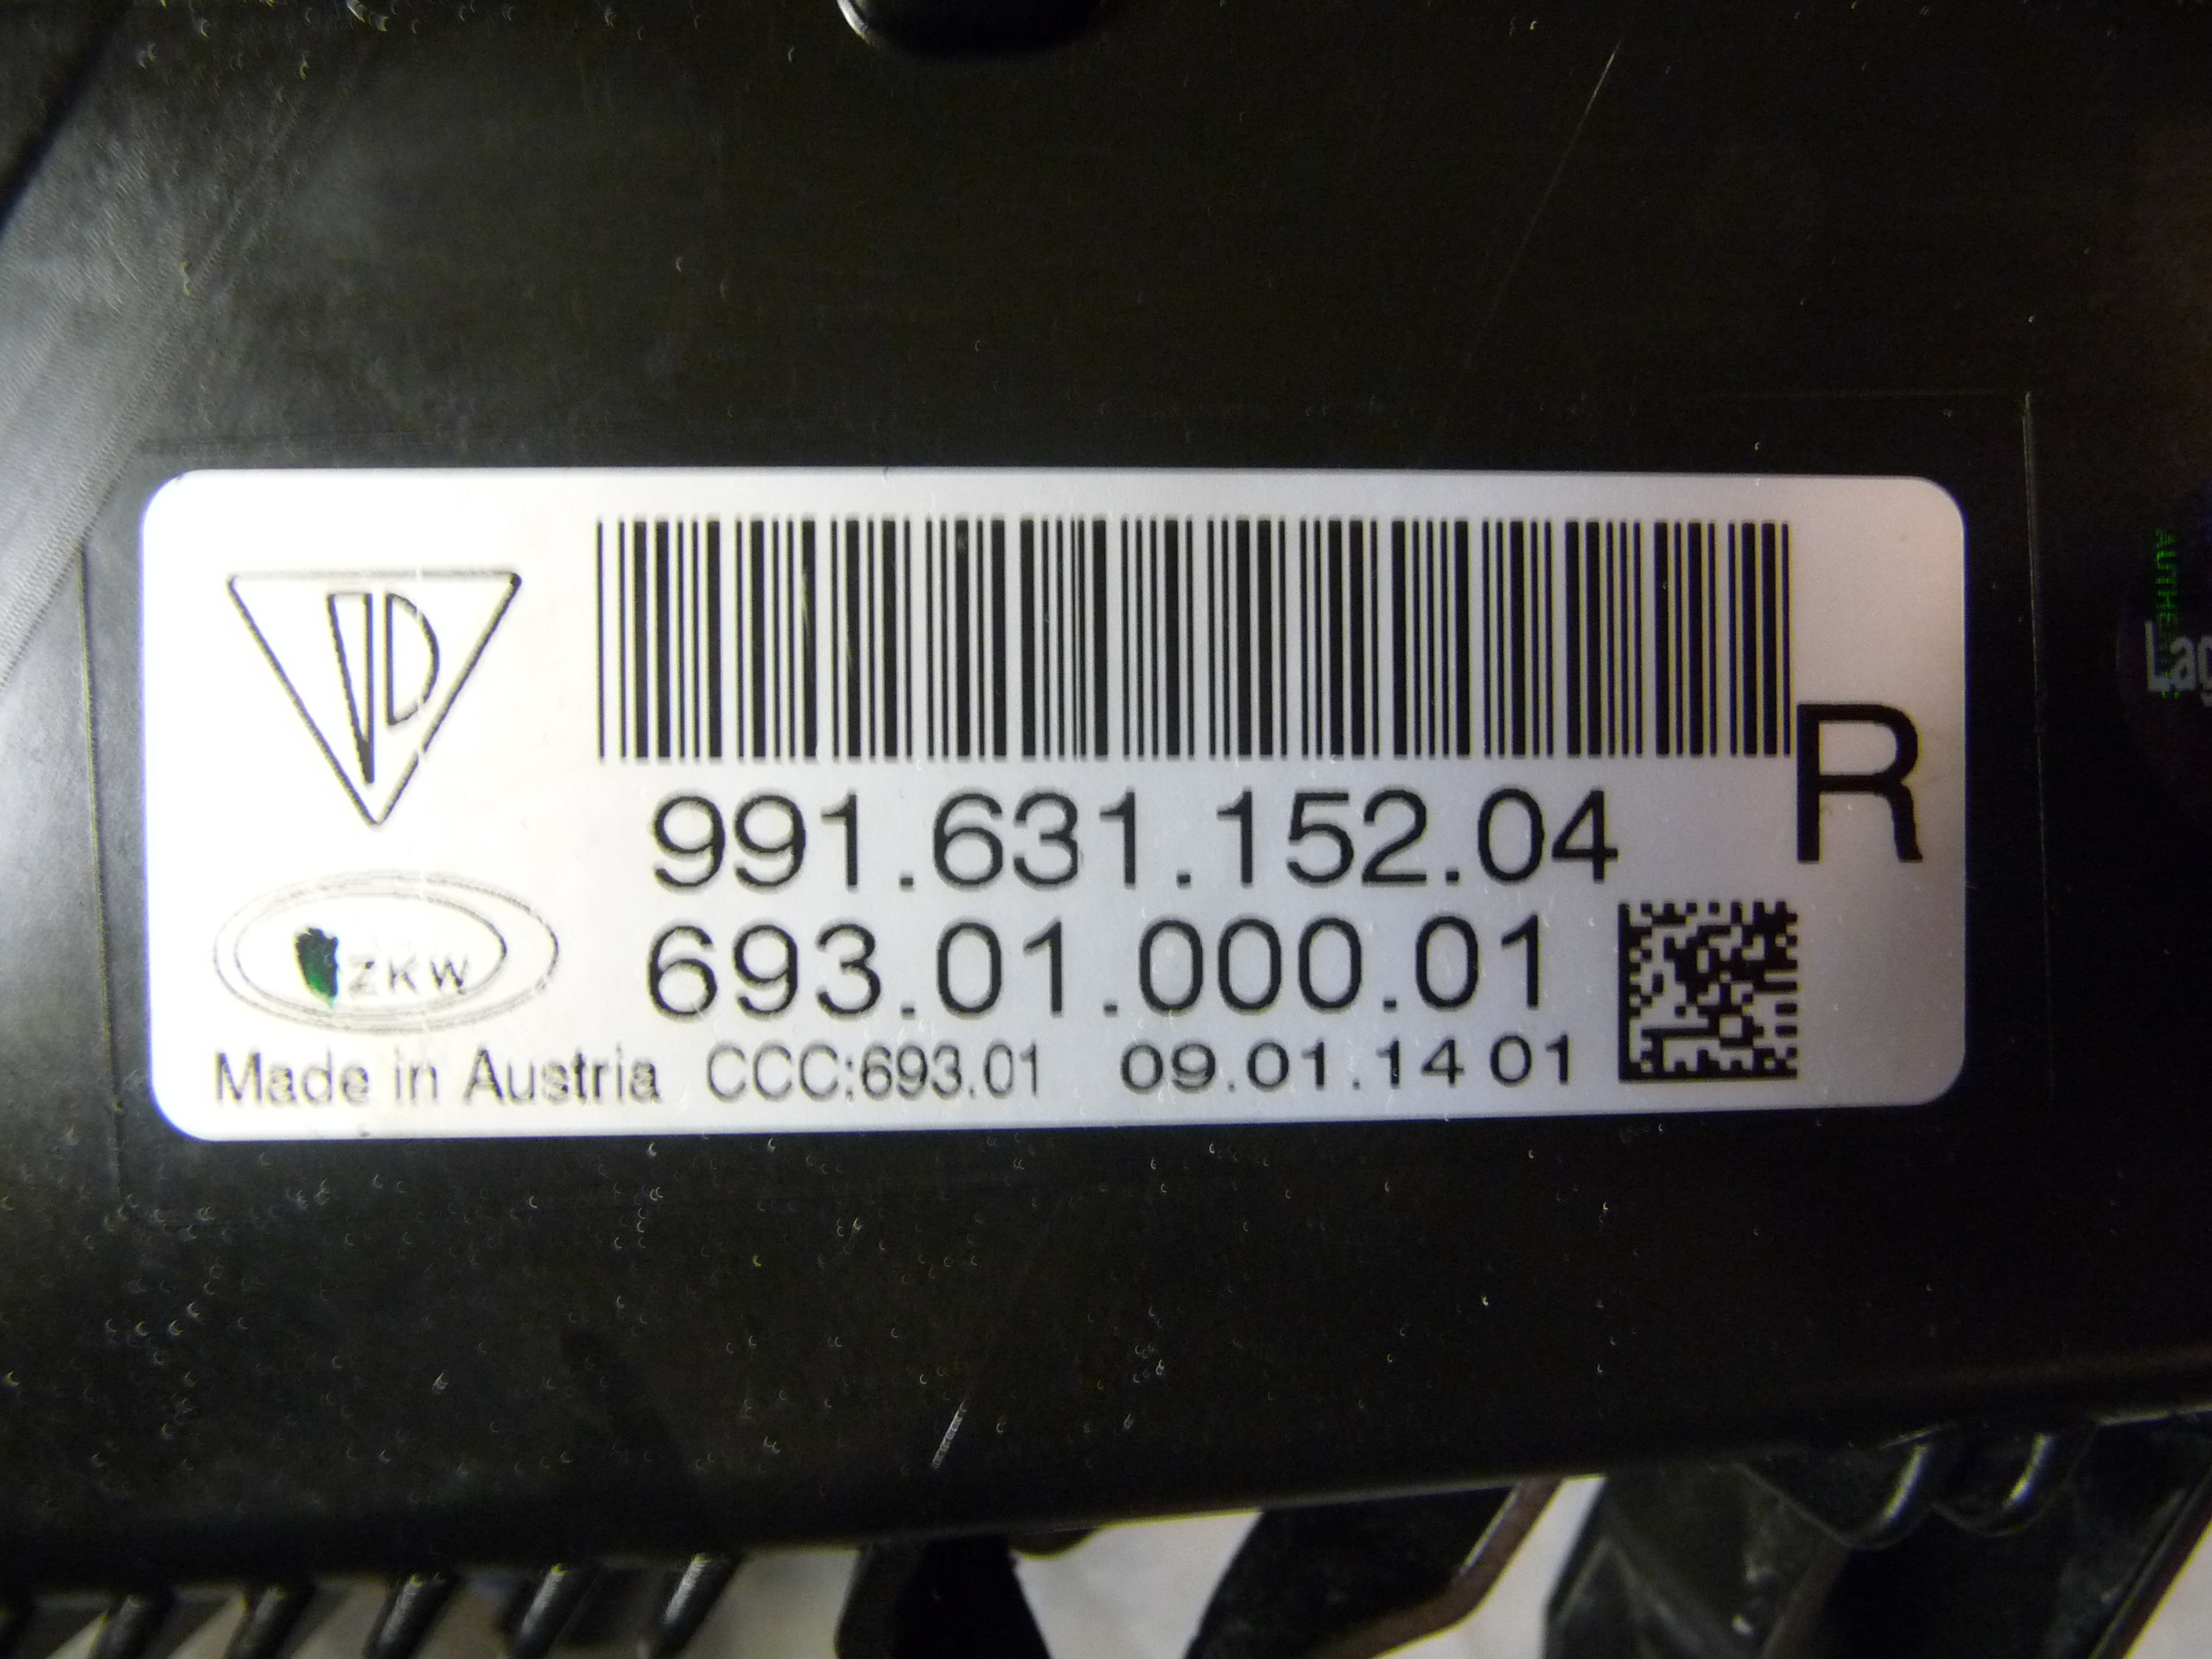 991.631.152.04
R
ZKW
693.01.000.01
Made in Austria CCC:693.01 09.01.14 01
Lag